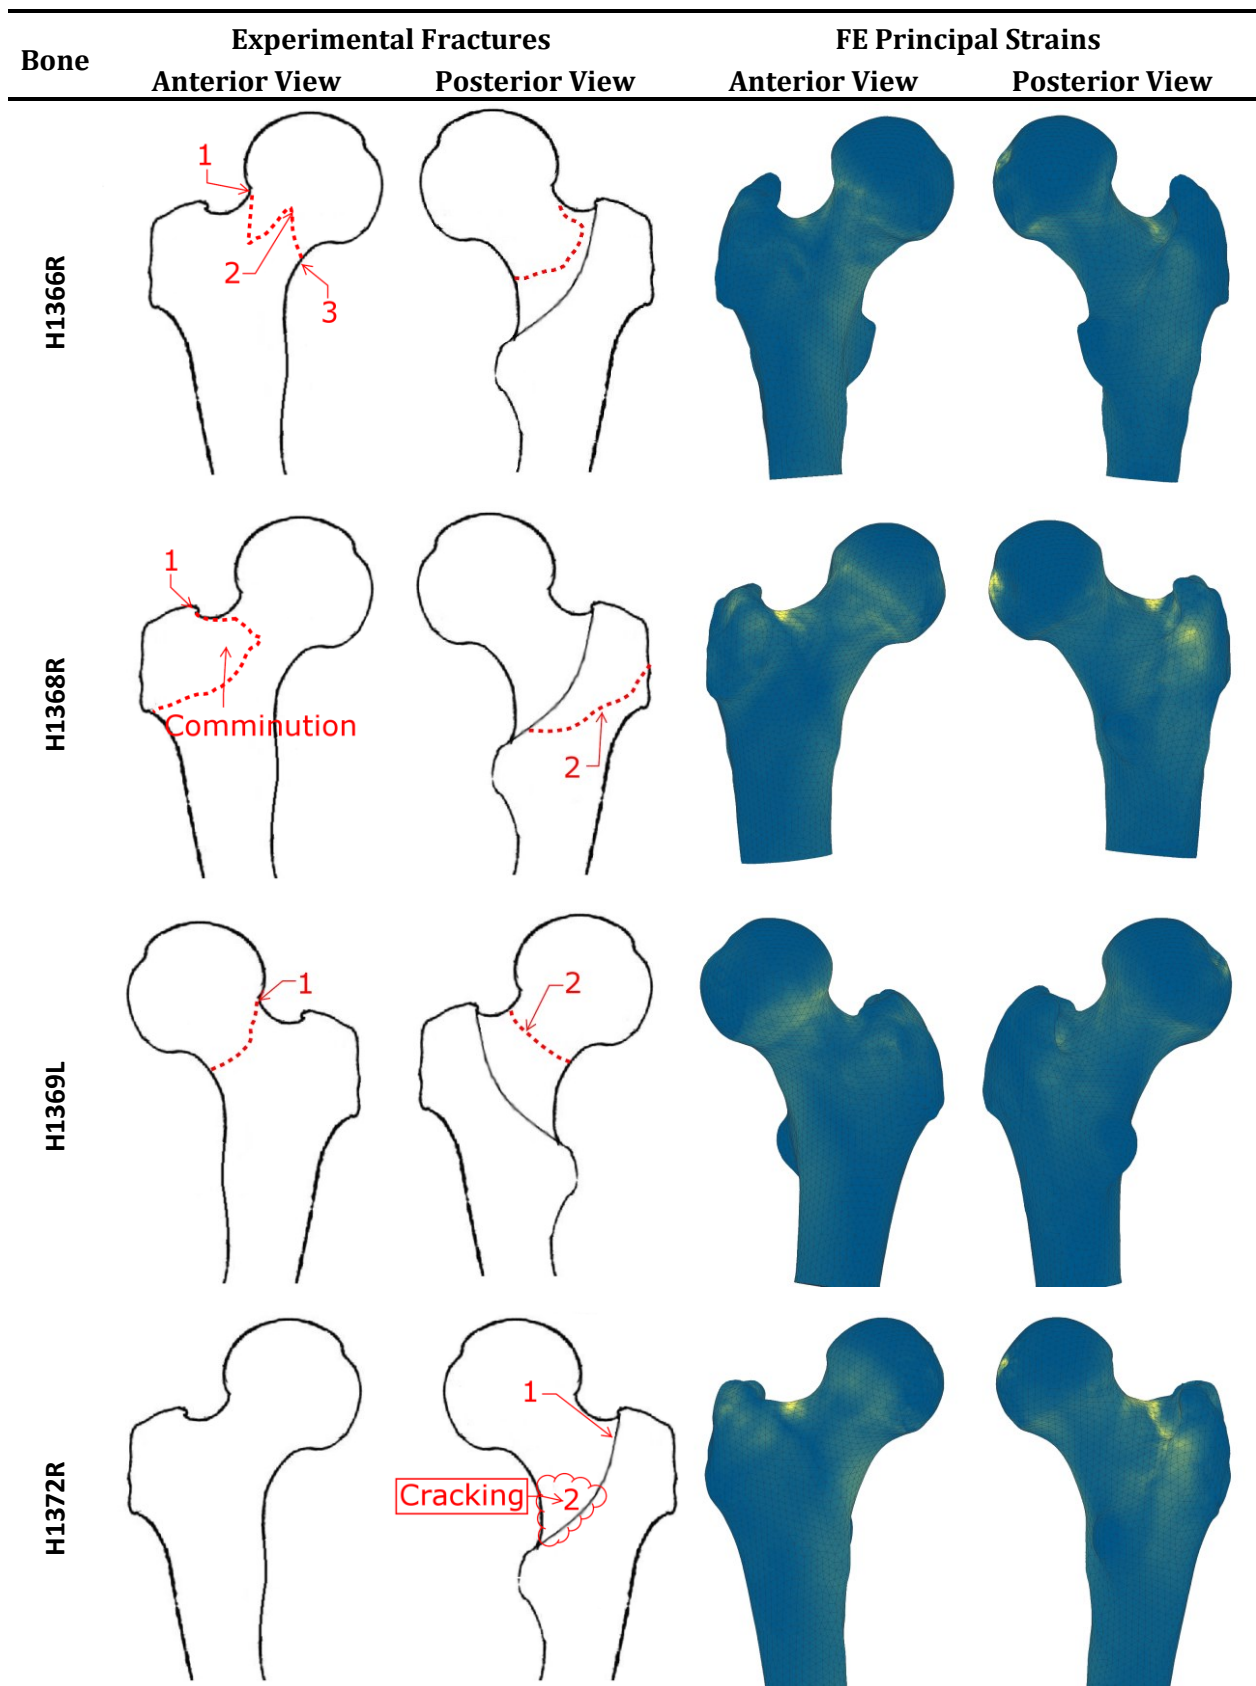 Bone
Experimental Fractures
FE Principal Strains
Anterior View
Posterior View
Anterior View
Posterior View
H1366R
1
2
3
H1368R
1
Comminution
2
H1369L
1
2
H1372R
1
Cracking
2